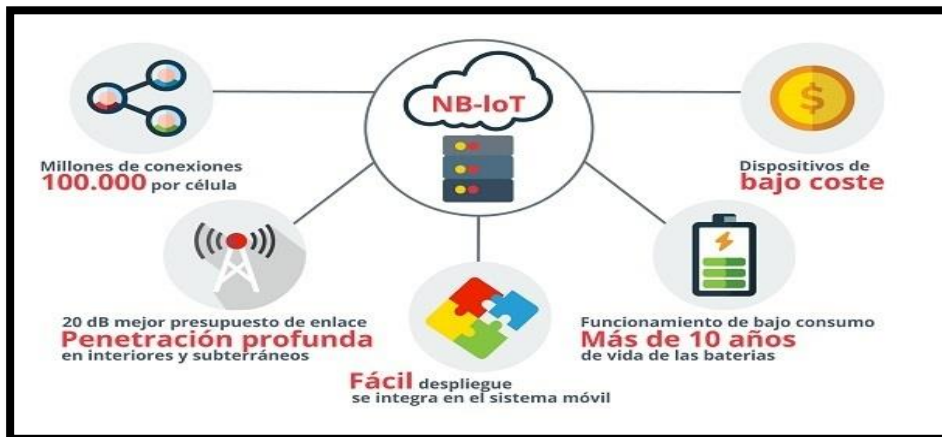 NB-IoT
$
Millones de conexiones
100.000 por célula
Dispositivos de
bajo coste
20 dB mejor presupuesto de enlace
Penetración profunda
en interiores y subterráneos
Funcionamiento de bajo consumo
Más de 10 años
de vida de las baterias
Fácil despliegue
se integra en el sistema móvil